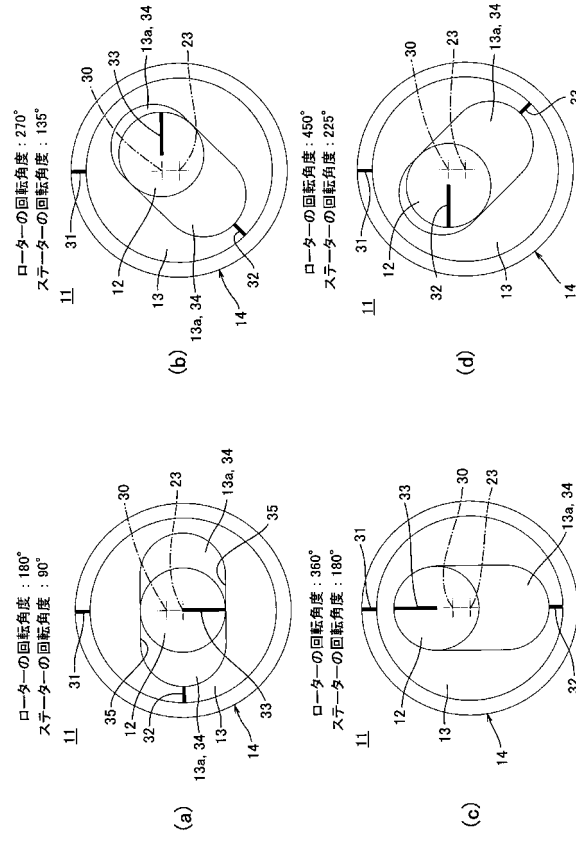 ローターの回転角度：180°
ステーターの回転角度：90°
11
31
30
23
35
12
32
13a, 34
13
14
33
13a, 34
35
(a)
ローターの回転角度：270°
ステーターの回転角度：135°
11
31
30
23
33
13a, 34
12
13
13a, 34
32
14
(b)
ローターの回転角度：360°
ステーターの回転角度：180°
11
31
33
30
23
12
13
13a, 34
14
32
(c)
ローターの回転角度：450°
ステーターの回転角度：225°
11
31
30
23
12
32
13a, 34
13
14
(d)